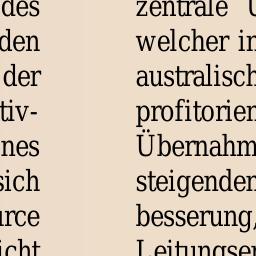 des
den
der
tiv-
nes
sich
urce
icht
zentrale
welcher in
australisch
profitorien
Übernahm
steigenden
besserung,
Leitungser